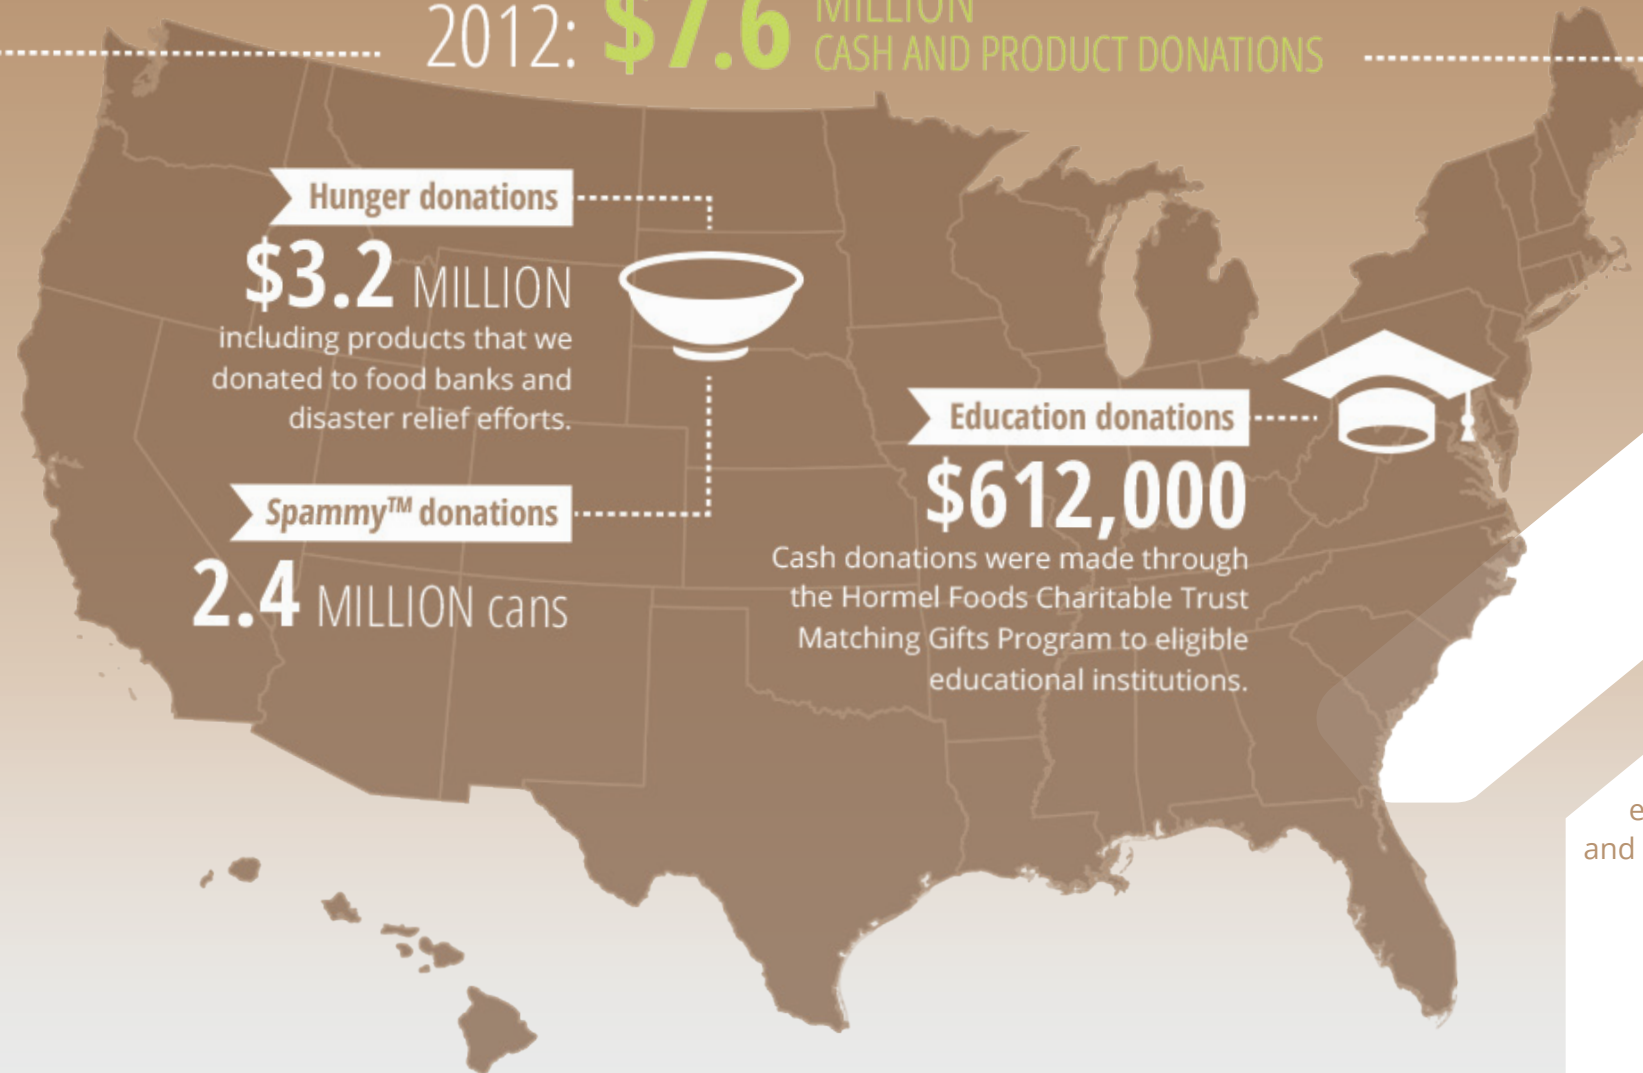 MILLION
2012: $7.6
CASH AND PRODUCT DONATIONS
Hunger donations
$3.2 MILLION
including products that we
donated to food banks and
disaster relief efforts.
Spammy™ donations
2.4 MILLION cans
Education donations
$612,000
Cash donations were made through
the Hormel Foods Charitable Trust
Matching Gifts Program to eligible
educational institutions.
and